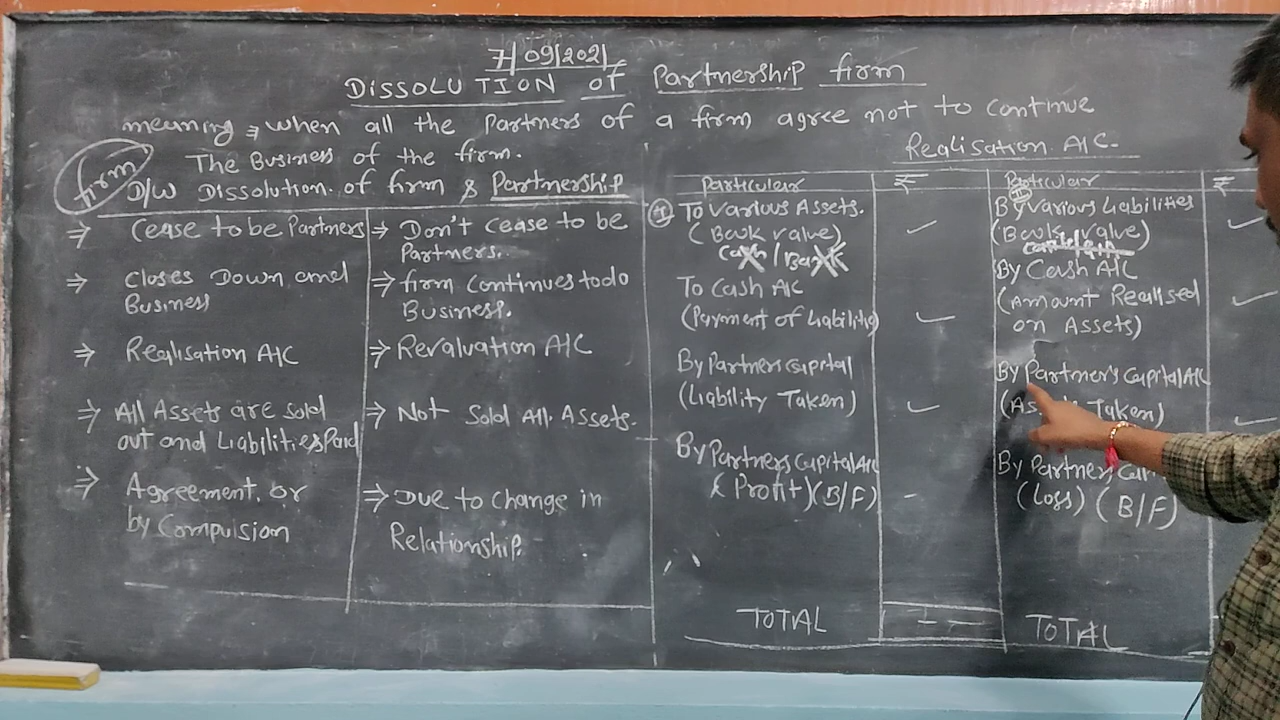 7/09/2021
DISSOLUTION of Partnership firm
meaning ⇒ when all the Partners of a firm agree not to continue
The Business of the firm.
firm
D/W Dissolution. of firm & Partnership
⇒ Cease to be Partners
⇒ Closes Down and
Business
⇒ Realisation A/C
⇒ All Assets are sold
out and Liabilities Paid
⇒ Agreement. or
by Compulsion
⇒ Don't cease to be
Partners.
⇒ firm continues to do
Business.
⇒ Revaluation A/C
⇒ Not Sold All. Assets.
⇒ Due to Change in
Relationship.
Realisation A/C-
Particular ₹ Particular ₹
I To Various Assets.
(Book value)
Cash / Bank
To Cash A/C
(Payment of Liabilities)
By Partners Capital
(Liability Taken)
By Partners Capital A/C
(Profit) (B/F)
TOTAL
II
By Various Liabilities
(Book value)
By Cash A/C
(Amount Realised
on Assets)
By Partner's Capital A/C
Taken)
By Partners
(Loss) (B/F)
TOTAL